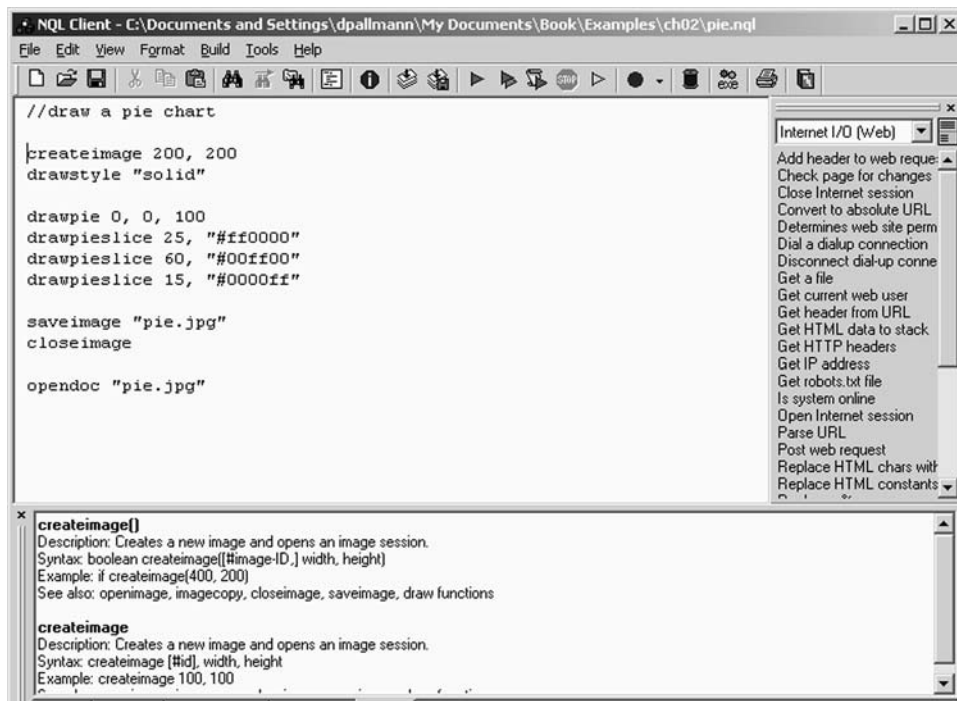 NQL Client - C:\Documents and Settings\dpallmann\My Documents\Book\Examples\ch02\pie.nql
File Edit View Format Build Tools Help
STOP
exe
//draw a pie chart
createimage 200, 200
drawstyle "solid"
drawpie 0, 0, 100
drawpieslice 25, "#ff0000"
drawpieslice 60, "#00ff00"
drawpieslice 15, "#0000ff"
saveimage "pie.jpg"
closeimage
opendoc "pie.jpg"
Internet I/O (Web)
Add header to web reque
Check page for changes
Close Internet session
Convert to absolute URL
Determines web site perm
Dial a dialup connection
Disconnect dial-up conne
Get a file
Get current web user
Get header from URL
Get HTML data to stack
Get HTTP headers
Get IP address
Get robots.txt file
Is system online
Open Internet session
Parse URL
Post web request
Replace HTML chars with
Replace HTML constants
createimage()
Description: Creates a new image and opens an image session.
Syntax: boolean createimage([#image-ID,] width, height)
Example: if createimage(400, 200)
See also: openimage, imagecopy, closeimage, saveimage, draw functions
createimage
Description: Creates a new image and opens an image session.
Syntax: createimage [#id], width, height
Example: createimage 100, 100